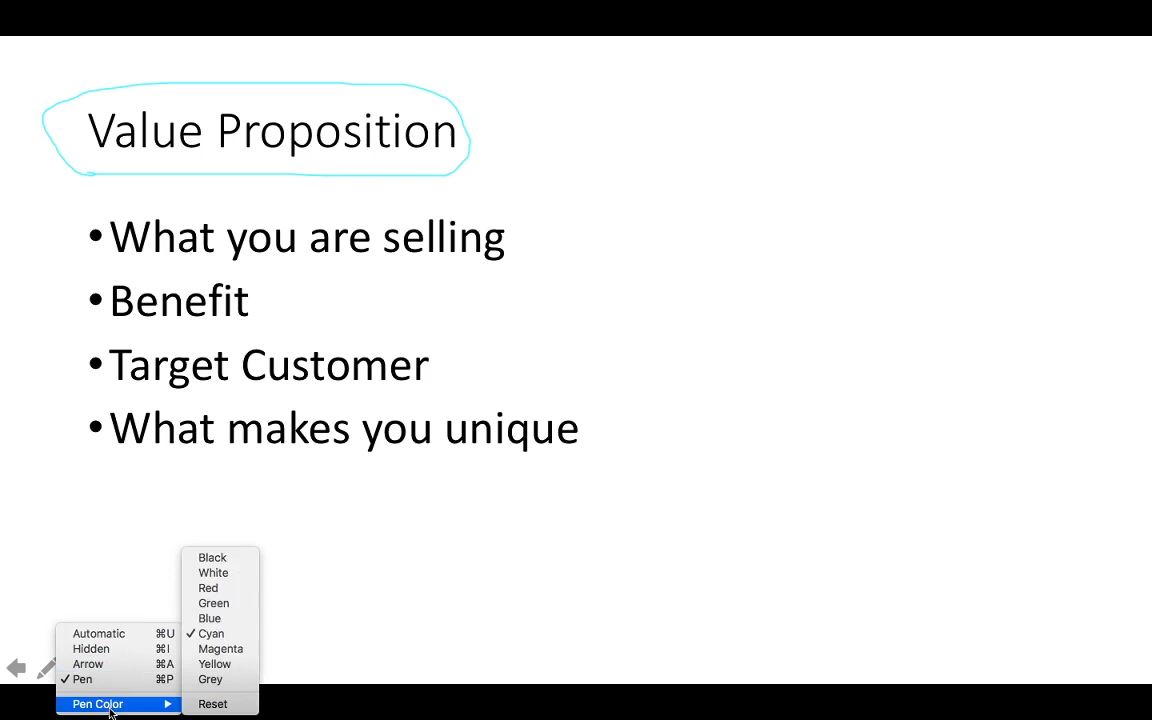 Value Proposition
•What you are selling
•Benefit
•Target Customer
•What makes you unique
Automatic ⌘U
Hidden ⌘I
Arrow ⌘A
✓ Pen ⌘P
Pen Color ▶
Black
White
Red
Green
Blue
✓ Cyan
Magenta
Yellow
Grey
Reset